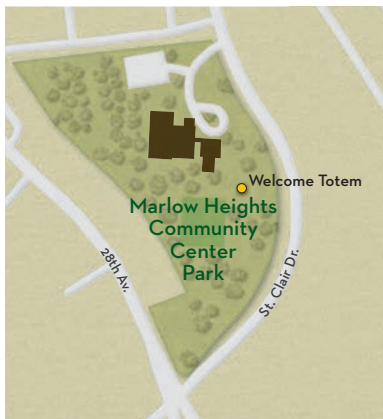 Welcome Totem
Marlow Heights
Community
Center
Park
28th Av.
St. Clair Dr.